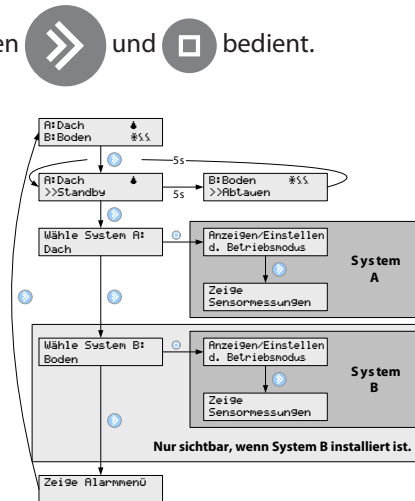 en und bedient.
A:Dach
B:Boden
5s
A:Dach
>>Standby
5s
B:Boden
>>Abtauen
Wähle System A:
Dach
Anzeigen/Einstellen
d. Betriebsmodus
Zeige
Sensormessungen
System
A
Wähle System B:
Boden
Anzeigen/Einstellen
d. Betriebsmodus
Zeige
Sensormessungen
System
B
Nur sichtbar, wenn System B installiert ist.
Zeige Alarmmenü